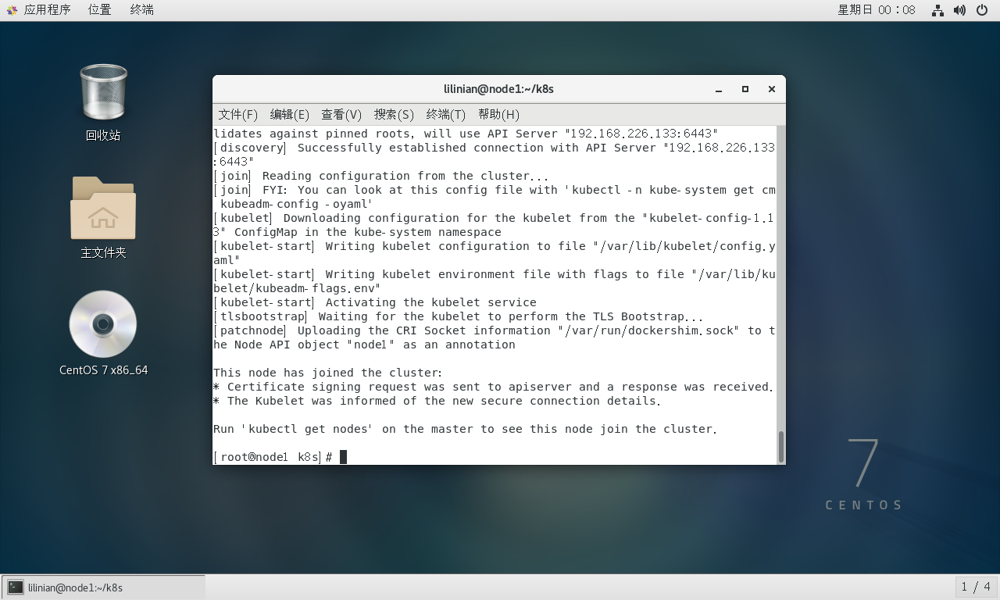 应用程序 位置 终端 星期日 00：08
回收站
主文件夹
CentOS 7 x86_64
lilinian@node1:~/k8s
文件(F) 编辑(E) 查看(V) 搜索(S) 终端(T) 帮助(H)
lidates against pinned roots, will use API Server "192.168.226.133:6443"
[discovery] Successfully established connection with API Server "192.168.226.133
:6443"
[join] Reading configuration from the cluster...
[join] FYI: You can look at this config file with 'kubectl -n kube-system get cm
 kubeadm-config -oyaml'
[kubelet] Downloading configuration for the kubelet from the "kubelet-config-1.1
3" ConfigMap in the kube-system namespace
[kubelet-start] Writing kubelet configuration to file "/var/lib/kubelet/config.y
aml"
[kubelet-start] Writing kubelet environment file with flags to file "/var/lib/ku
belet/kubeadm-flags.env"
[kubelet-start] Activating the kubelet service
[tlsbootstrap] Waiting for the kubelet to perform the TLS Bootstrap...
[patchnode] Uploading the CRI Socket information "/var/run/dockershim.sock" to t
he Node API object "node1" as an annotation
This node has joined the cluster:
* Certificate signing request was sent to apiserver and a response was received.
* The Kubelet was informed of the new secure connection details.
Run 'kubectl get nodes' on the master to see this node join the cluster.
[root@node1 k8s]#
7
CENTOS
lilinian@node1:~/k8s
1 / 4